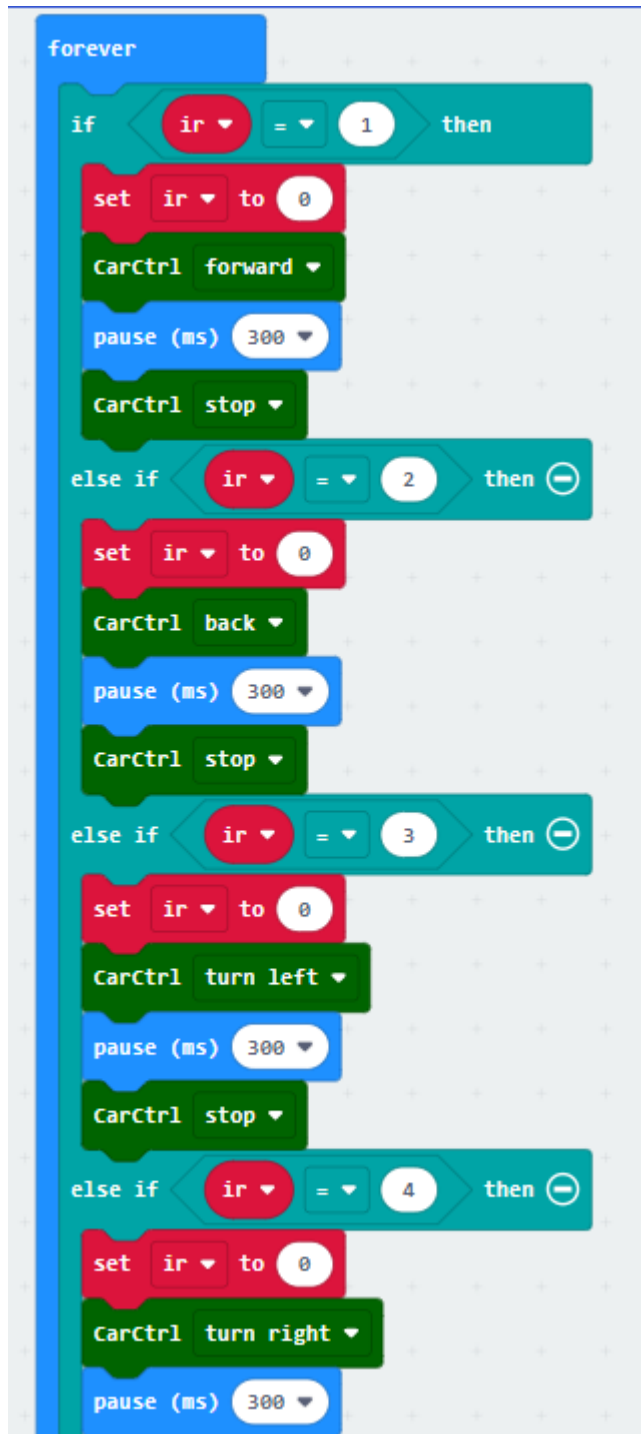 forever
if ir = 1 then
set ir to 0
CarCtrl forward
pause (ms) 300
CarCtrl stop
else if ir = 2 then
set ir to 0
CarCtrl back
pause (ms) 300
CarCtrl stop
else if ir = 3 then
set ir to 0
CarCtrl turn left
pause (ms) 300
CarCtrl stop
else if ir = 4 then
set ir to 0
CarCtrl turn right
pause (ms) 300